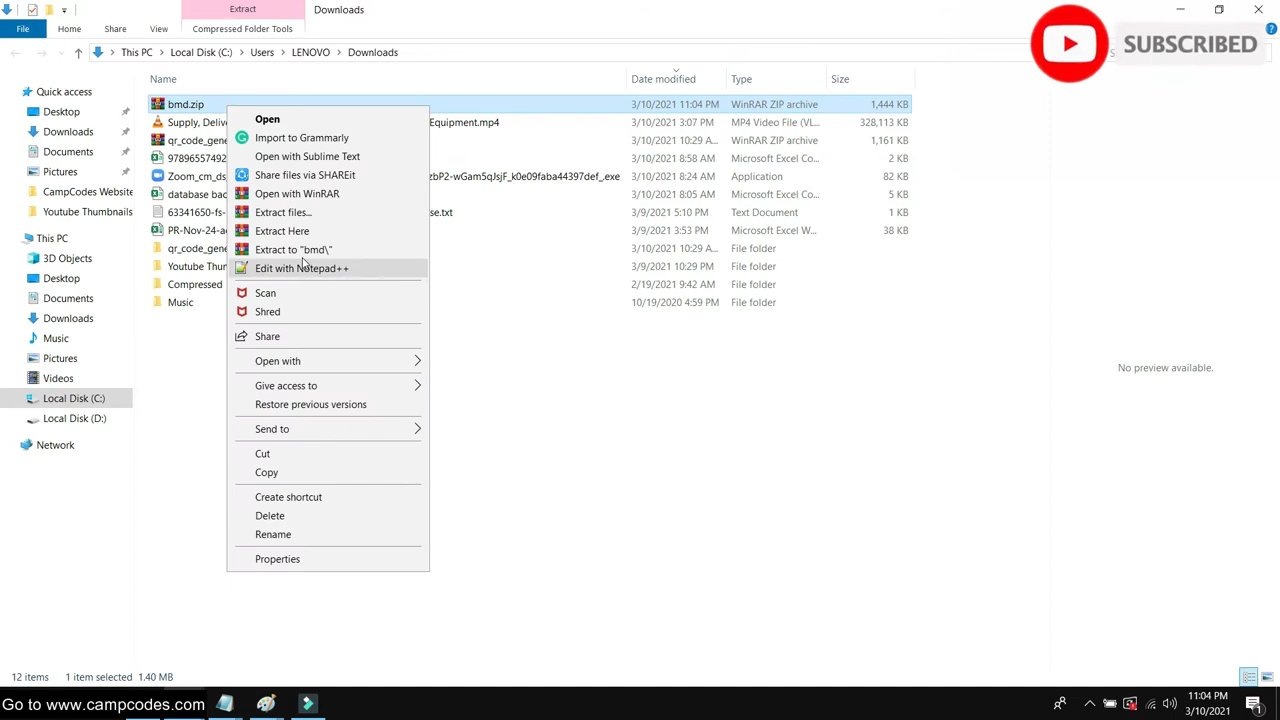 Extract
Downloads
File
Home
Share
View
Compressed Folder Tools
This PC
Local Disk (C:)
Users
LENOVO
Downloads
SUBSCRIBED
Name
Date modified
Type
Size
Quick access
Desktop
Downloads
Documents
Pictures
CampCodes Website
Youtube Thumbnails
This PC
3D Objects
Desktop
Documents
Downloads
Music
Pictures
Videos
Local Disk (C:)
Local Disk (D:)
Network
bmd.zip 3/10/2021 11:04 PM WinRAR ZIP archive 1,444 KB
Supply, Delive Equipment.mp4 3/10/2021 3:07 PM MP4 Video File (VL... 328,113 KB
qr_code_gene 3/10/2021 10:29 A... WinRAR ZIP archive 1,161 KB
97896557492 3/10/2021 8:58 AM Microsoft Excel Co... 2 KB
Zoom_cm_ds zbP2-wGam5qJsjF_k0e09faba44397def_.exe 3/10/2021 8:24 AM Application 82 KB
database bac 3/10/2021 8:05 AM Microsoft Excel Co... 5 KB
63341650-fs- se.txt 3/9/2021 5:10 PM Text Document 1 KB
PR-Nov-24-a 3/9/2021 3:53 PM Microsoft Excel W... 38 KB
qr_code_gene 3/10/2021 10:29 AM File folder
Youtube Thur 3/9/2021 10:29 PM File folder
Compressed 2/19/2021 9:42 AM File folder
Music 10/19/2020 4:59 PM File folder
Open
Import to Grammarly
Open with Sublime Text
Share files via SHAREit
Open with WinRAR
Extract files...
Extract Here
Extract to "bmd\"
Edit with Notepad++
Scan
Shred
Share
Open with
Give access to
Restore previous versions
Send to
Cut
Copy
Create shortcut
Delete
Rename
Properties
No preview available.
12 items 1 item selected 1.40 MB
Go to www.campcodes.com
11:04 PM
3/10/2021